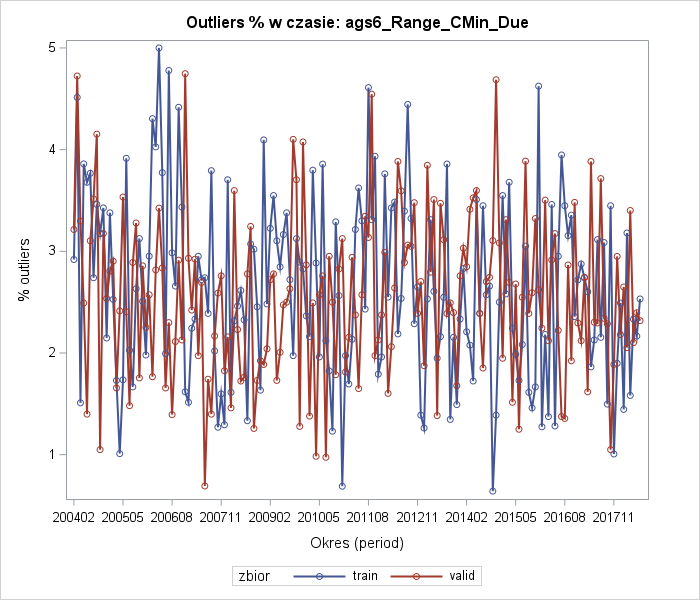 Outliers % w czasie: ags6_Range_CMin_Due
% outliers
5
4
3
2
1
200402 200505 200608 200711 200902 201005 201108 201211 201402 201505 201608 201711
Okres (period)
zbior train valid